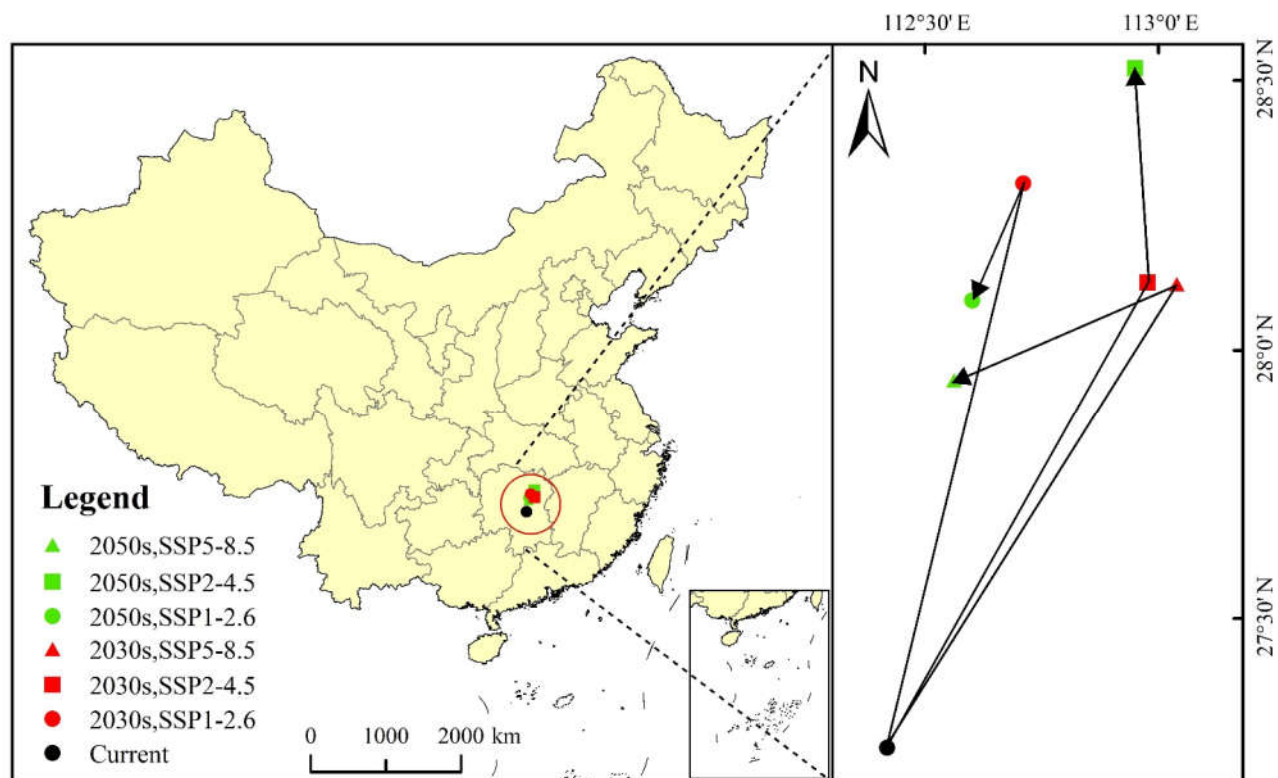 112°30' E
113°0' E
N
28°30' N
28°0' N
27°30' N
Legend
2050s,SSP5-8.5
2050s,SSP2-4.5
2050s,SSP1-2.6
2030s,SSP5-8.5
2030s,SSP2-4.5
2030s,SSP1-2.6
Current
0 1000 2000 km